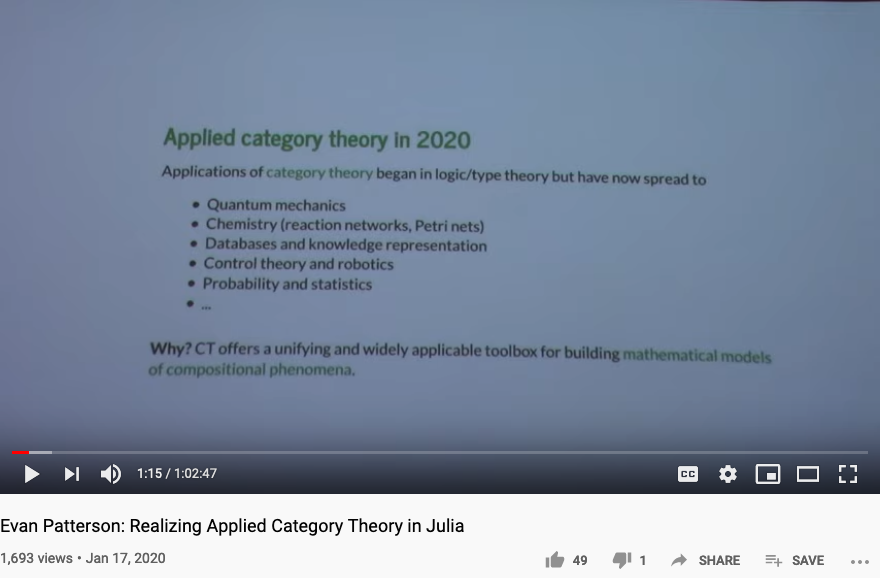 Applied category theory in 2020
Applications of category theory began in logic/type theory but have now spread to
• Quantum mechanics
• Chemistry (reaction networks, Petri nets)
• Databases and knowledge representation
• Control theory and robotics
• Probability and statistics
• ...
Why? CT offers a unifying and widely applicable toolbox for building mathematical models
of compositional phenomena.
1:15 / 1:02:47
CC
Evan Patterson: Realizing Applied Category Theory in Julia
1,693 views • Jan 17, 2020
49
1
SHARE
SAVE